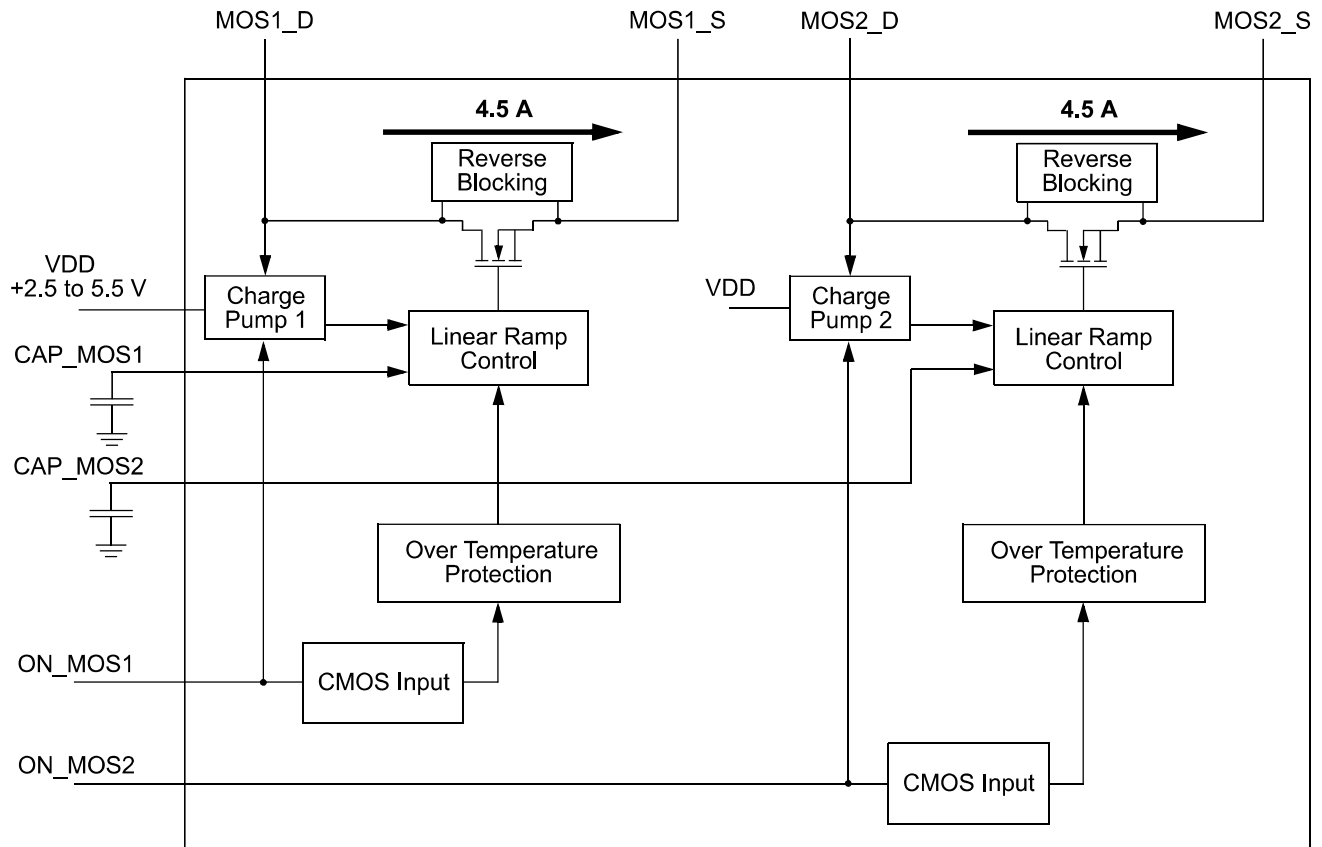 MOS1_D
MOS1_S
MOS2_D
MOS2_S
4.5 A
4.5 A
Reverse
Blocking
Reverse
Blocking
VDD
+2.5 to 5.5 V
Charge
Pump 1
Linear Ramp
Control
VDD
Charge
Pump 2
Linear Ramp
Control
CAP_MOS1
CAP_MOS2
Over Temperature
Protection
Over Temperature
Protection
ON_MOS1
CMOS Input
ON_MOS2
CMOS Input